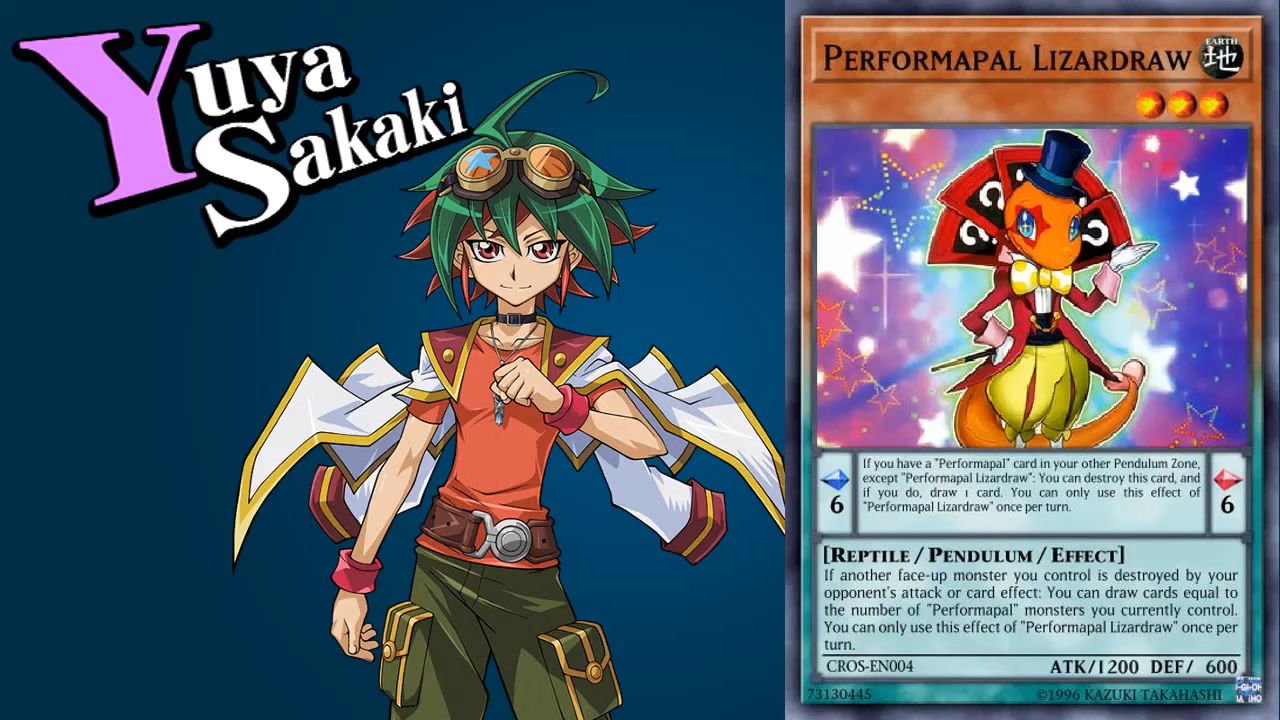 Yuya
Sakaki
PERFORMAPAL LIZARDRAW
EARTH
地
If you have a "Performapal" card in your other Pendulum Zone,
except "Performapal Lizardraw": You can destroy this card, and
if you do, draw 1 card. You can only use this effect of
"Performapal Lizardraw" once per turn.
6
6
[REPTILE / PENDULUM / EFFECT]
If another face-up monster you control is destroyed by your
opponent's attack or card effect: You can draw cards equal to
the number of "Performapal" monsters you currently control.
You can only use this effect of "Performapal Lizardraw" once per
turn.
CROS-EN004 ATK/1200 DEF/ 600
73130445 ©1996 KAZUKI TAKAHASHI